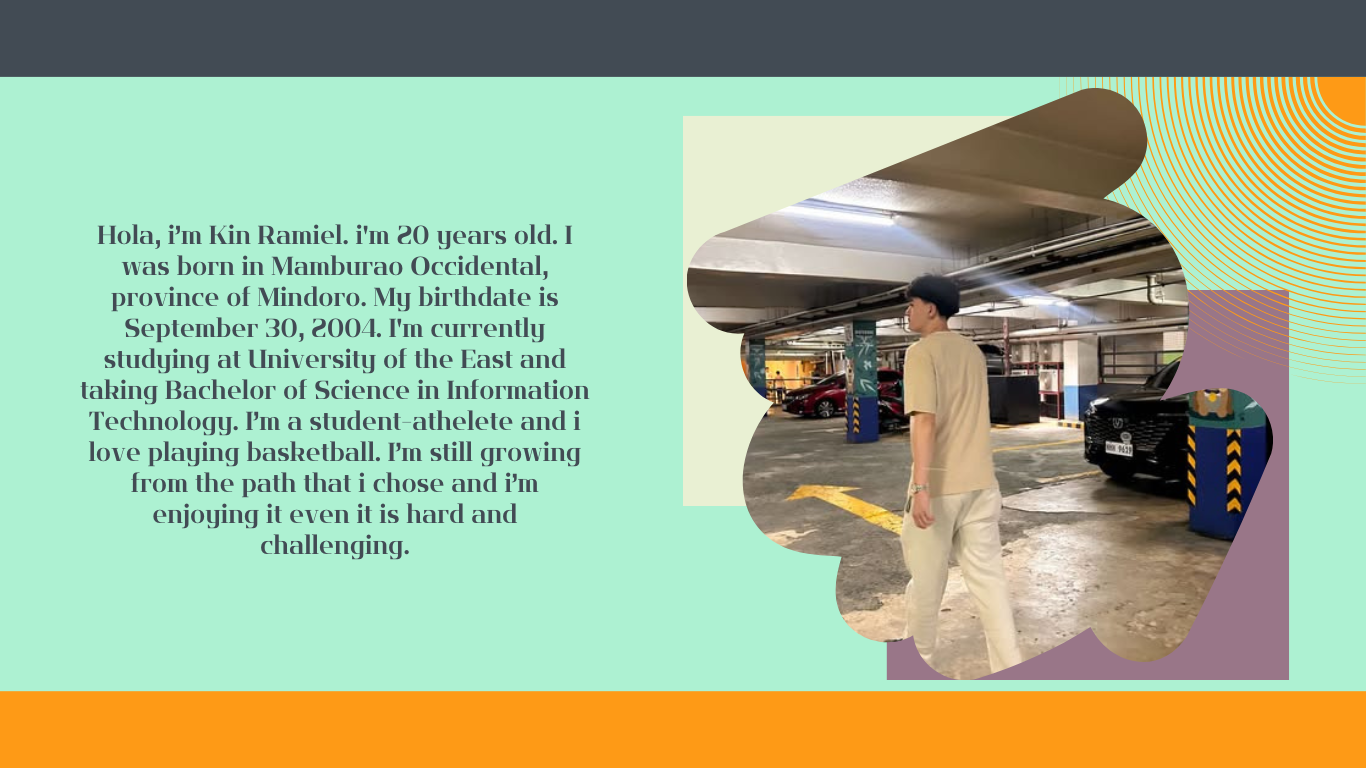 Hola, i'm Kin Ramiel. i'm 20 years old. I
was born in Mamburao Occidental,
province of Mindoro. My birthdate is
September 30, 2004. I'm currently
studying at University of the East and
taking Bachelor of Science in Information
Technology. I'm a student-athelete and i
love playing basketball. I'm still growing
from the path that i chose and i'm
enjoying it even it is hard and
challenging.